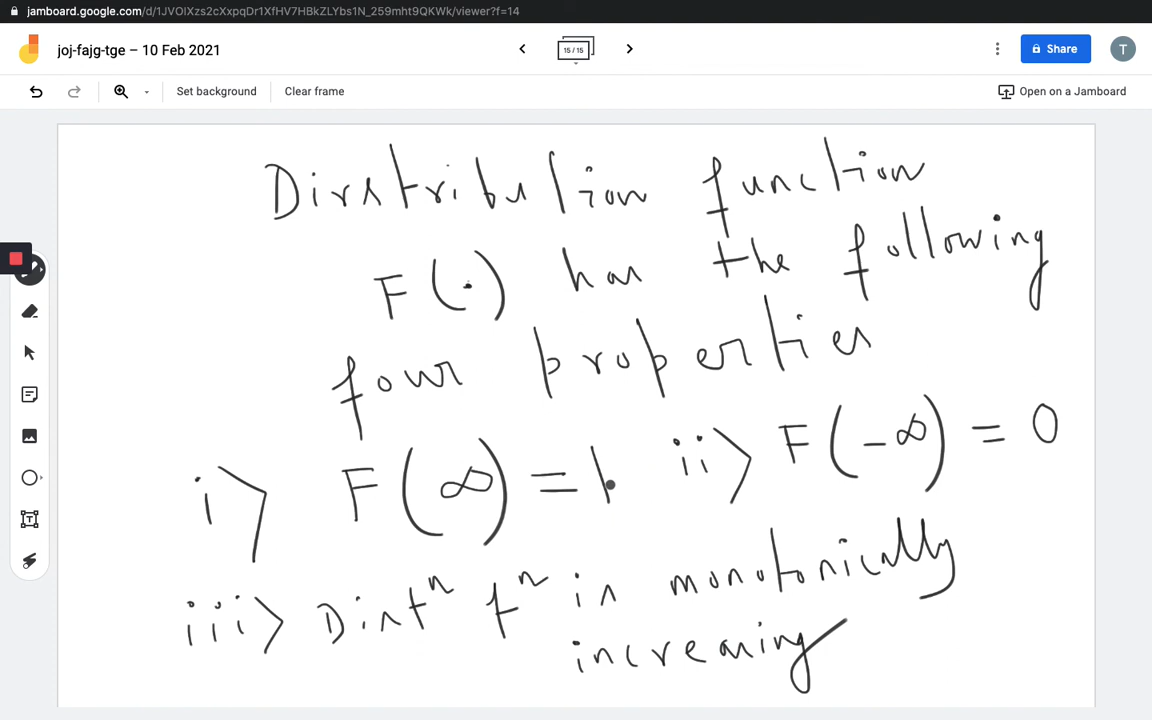 jamboard.google.com/d/1JVOlXzs2cXxpqDr1XfHV7HBkZLYbs1N_259mht9QKWk/viewer?f=14
joj-fajg-tge – 10 Feb 2021
15 / 15
Share
T
Set background
Clear frame
Open on a Jamboard
Distribution function
F(·) has the following
four properties
i> F(∞) = 1 ii> F(-∞) = 0
iii> Distⁿ fⁿ is monotonically
increasing